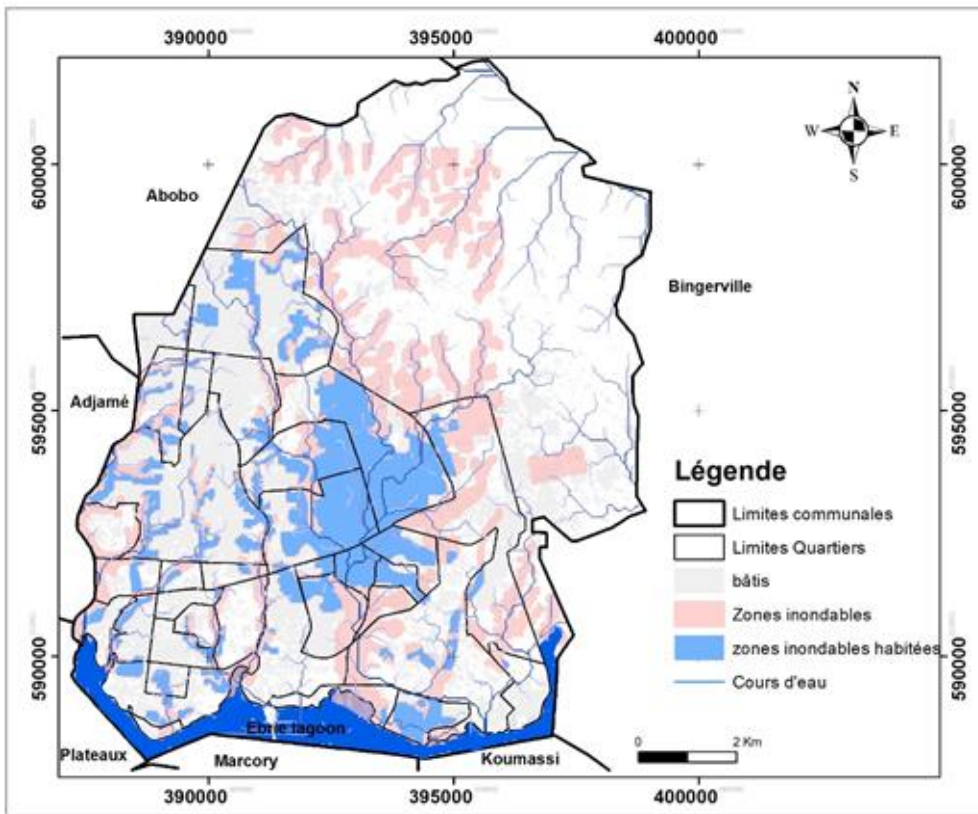 390000
395000
400000
N
W
E
S
600000
600000
Abobo
Bingerville
595000
595000
Adjamé
Légende
Limites communales
Limites Quartiers
bâtis
Zones inondables
zones inondables habitées
Cours d'eau
590000
590000
Ebrie lagoon
0
2 Km
Plateaux
Marcory
Koumassi
390000
395000
400000